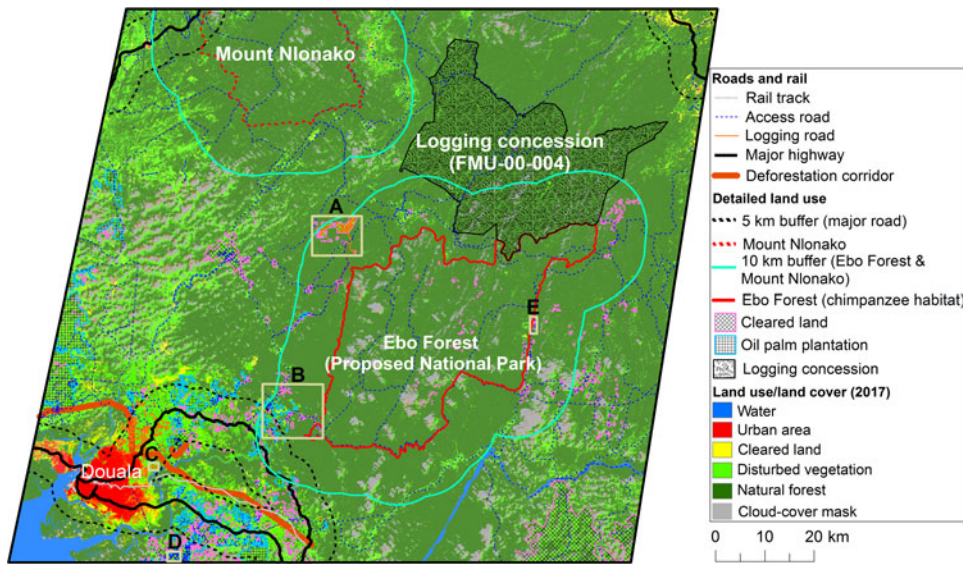 Mount Nlonako
Logging concession
(FMU-00-004)
A
E
Ebo Forest
(Proposed National Park)
B
C
Douala
D
Roads and rail
Rail track
Access road
Logging road
Major highway
Deforestation corridor
Detailed land use
5 km buffer (major road)
Mount Nlonako
10 km buffer (Ebo Forest &
Mount Nlonako)
Ebo Forest (chimpanzee habitat)
Cleared land
Oil palm plantation
Logging concession
Land use/land cover (2017)
Water
Urban area
Cleared land
Disturbed vegetation
Natural forest
Cloud-cover mask
0 10 20 km